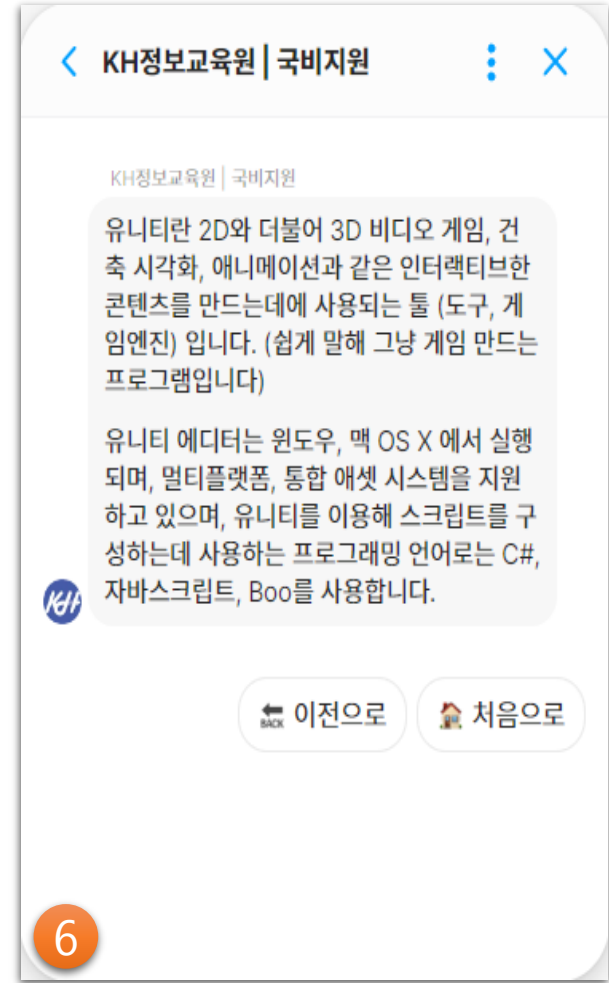 KH정보교육원 | 국비지원
KH정보교육원 | 국비지원
유니티란 2D와 더불어 3D 비디오 게임, 건
축 시각화, 애니메이션과 같은 인터랙티브한
콘텐츠를 만드는데에 사용되는 툴 (도구, 게
임엔진) 입니다. (쉽게 말해 그냥 게임 만드는
프로그램입니다)
유니티 에디터는 윈도우, 맥 OS X 에서 실행
되며, 멀티플랫폼, 통합 애셋 시스템을 지원
하고 있으며, 유니티를 이용해 스크립트를 구
성하는데 사용하는 프로그래밍 언어로는 C#,
자바스크립트, Boo를 사용합니다.
KH
BACK 이전으로
처음으로
6